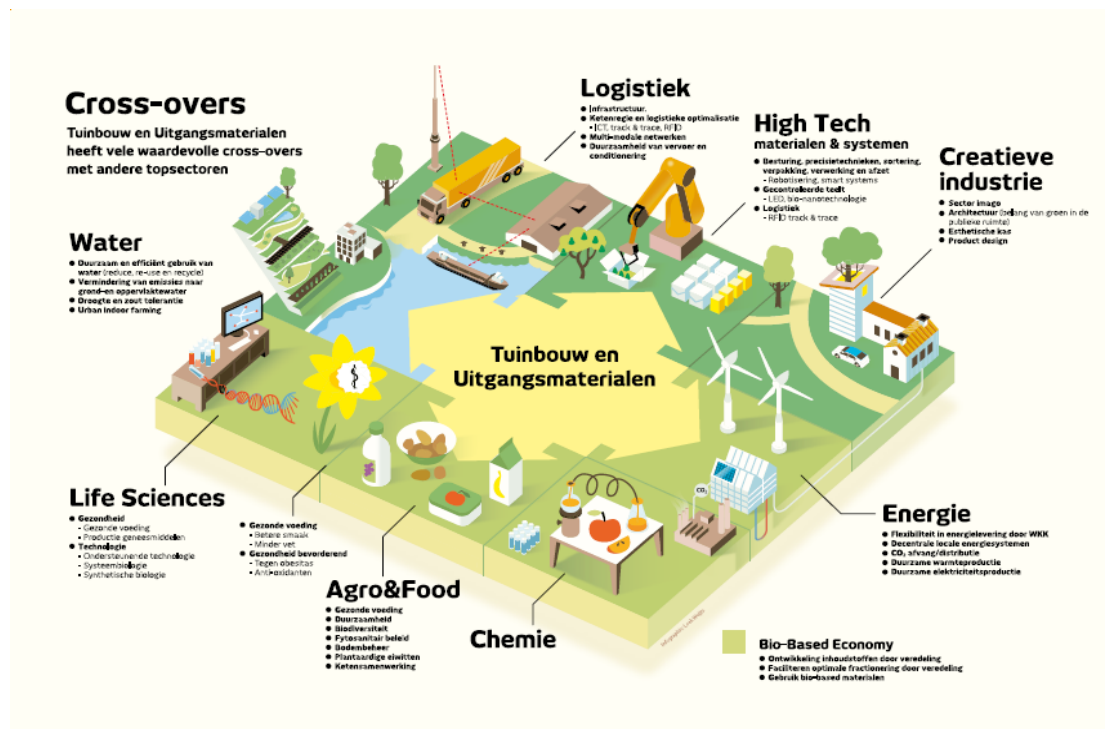 Cross-overs
Tuinbouw en Uitgangsmaterialen
heeft vele waardevolle cross-overs
met andere topsectoren
Logistiek
● Infrastructuur.
● Ketenregie en logistieke optimalisatie
- ICT, track & trace, RFID
● Multi-modale netwerken
● Duurzaamheid van vervoer en
conditionering
High Tech
materialen & systemen
● Besturing, precisietechnieken, sortering,
verpakking, verwerking en afzet
- Robotisering, smart systems
● Gecontroleerde teelt
- LED, bio-nanotechnologie
● Logistiek
- RFID track & trace
Creatieve
industrie
● Sector imago
● Architectuur (belang van groen in de
publieke ruimte)
● Esthetische kas
● Product design
Water
● Duurzaam en efficiënt gebruik van
water (reduce, re-use en recycle)
● Vermindering van emissies naar
grond-en oppervlaktewater
● Droogte en zout tolerantie
● Urban indoor farming
Tuinbouw en
Uitgangsmaterialen
CO₂
Life Sciences
● Gezondheid
- Gezonde voeding
- Productie geneesmiddelen
● Technologie
- Ondersteunende technologie
- Systeembiologie
- Synthetische biologie
● Gezonde voeding
- Betere smaak
- Minder vet
● Gezondheid bevorderend
- Tegen obesitas
- Anti-oxidanten
Agro&Food
● Gezonde voeding
● Duurzaamheid
● Biodiversiteit
● Fytosanitair beleid
● Bodembeheer
● Plantaardige eiwitten
● Ketensamenwerking
Chemie
Energie
● Flexibiliteit in energielevering door WKK
● Decentrale locale energiesystemen
● CO₂ afvang/distributie
● Duurzame warmteproductie
● Duurzame elektriciteitsproductie
Bio-Based Economy
● Ontwikkeling inhoudstoffen door veredeling
● Faciliteren optimale fractionering door veredeling
● Gebruik bio-based materialen